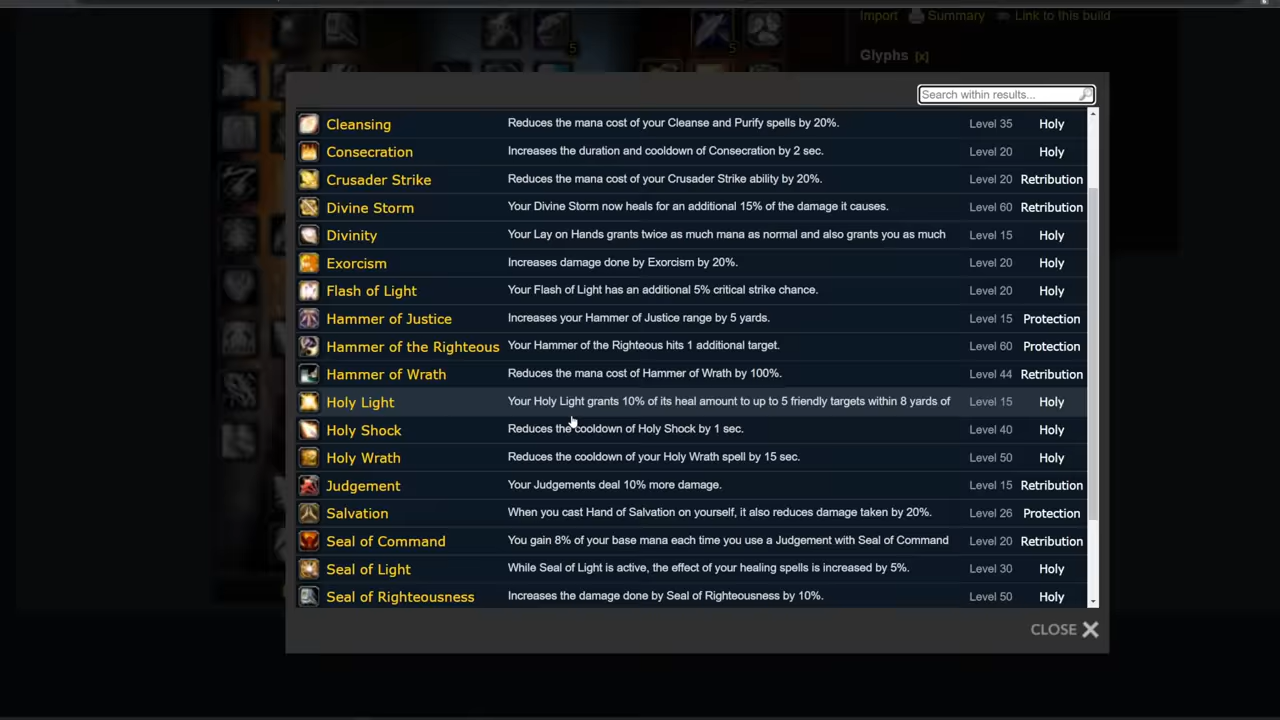 Import Summary Link to this build
5 5
Glyphs [x]
Search within results...
Cleansing Reduces the mana cost of your Cleanse and Purify spells by 20%. Level 35 Holy
Consecration Increases the duration and cooldown of Consecration by 2 sec. Level 20 Holy
Crusader Strike Reduces the mana cost of your Crusader Strike ability by 20%. Level 20 Retribution
Divine Storm Your Divine Storm now heals for an additional 15% of the damage it causes. Level 60 Retribution
Divinity Your Lay on Hands grants twice as much mana as normal and also grants you as much Level 15 Holy
Exorcism Increases damage done by Exorcism by 20%. Level 20 Holy
Flash of Light Your Flash of Light has an additional 5% critical strike chance. Level 20 Holy
Hammer of Justice Increases your Hammer of Justice range by 5 yards. Level 15 Protection
Hammer of the Righteous Your Hammer of the Righteous hits 1 additional target. Level 60 Protection
Hammer of Wrath Reduces the mana cost of Hammer of Wrath by 100%. Level 44 Retribution
Holy Light Your Holy Light grants 10% of its heal amount to up to 5 friendly targets within 8 yards of Level 15 Holy
Holy Shock Reduces the cooldown of Holy Shock by 1 sec. Level 40 Holy
Holy Wrath Reduces the cooldown of your Holy Wrath spell by 15 sec. Level 50 Holy
Judgement Your Judgements deal 10% more damage. Level 15 Retribution
Salvation When you cast Hand of Salvation on yourself, it also reduces damage taken by 20%. Level 26 Protection
Seal of Command You gain 8% of your base mana each time you use a Judgement with Seal of Command Level 20 Retribution
Seal of Light While Seal of Light is active, the effect of your healing spells is increased by 5%. Level 30 Holy
Seal of Righteousness Increases the damage done by Seal of Righteousness by 10%. Level 50 Holy
CLOSE